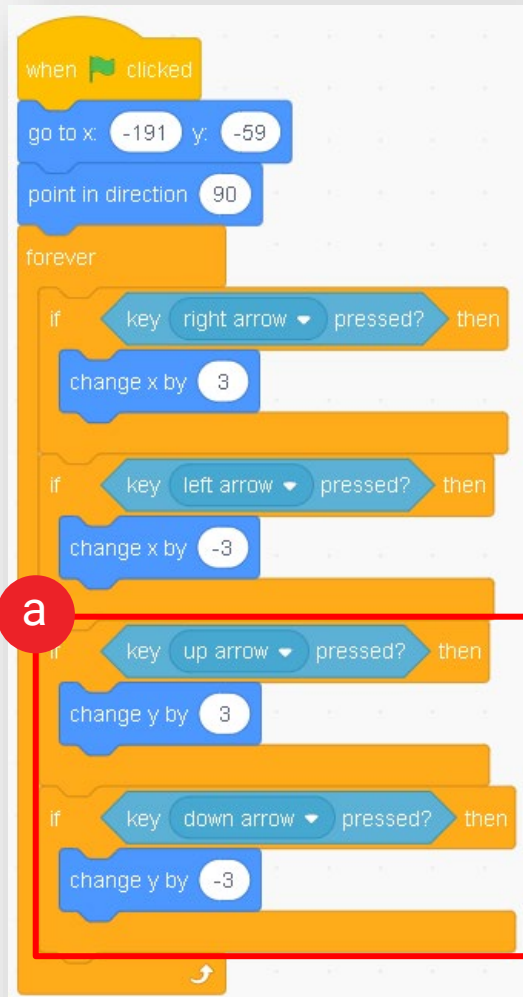 when clicked
go to x: -191 y: -59
point in direction 90
forever
if key right arrow pressed? then
change x by 3
if key left arrow pressed? then
change x by -3
a
if key up arrow pressed? then
change y by 3
if key down arrow pressed? then
change y by -3